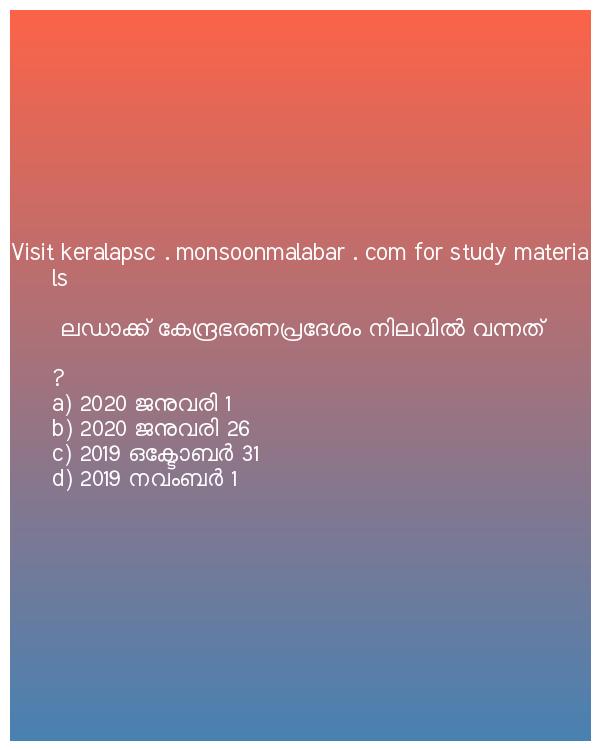 Visit keralapsc . monsoonmalabar . com for study materia
ls
ലഡാക്ക് കേന്ദ്രഭരണപ്രദേശം നിലവിൽ വന്നത്
?
a) 2020 ജനുവരി 1
b) 2020 ജനുവരി 26
c) 2019 ഒക്ടോബർ 31
d) 2019 നവംബർ 1